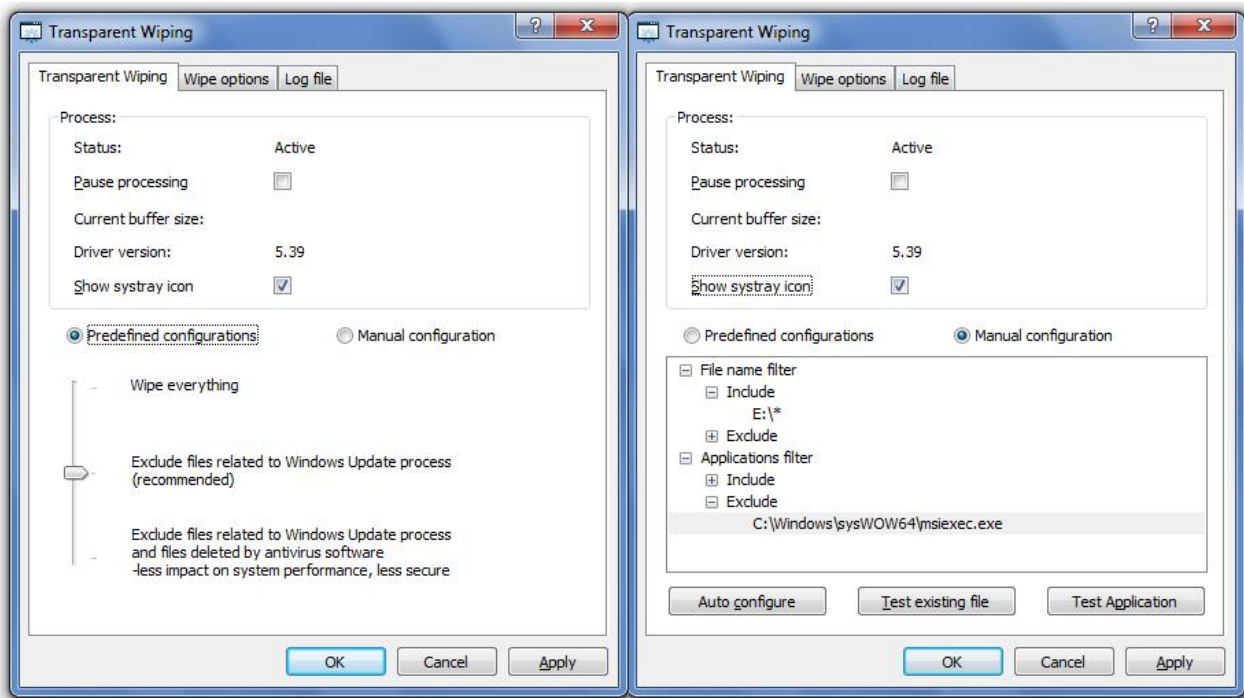 Transparent Wiping
Transparent Wiping Wipe options Log file
Process:
Status: Active
Pause processing
Current buffer size:
Driver version: 5.39
Show systray icon
Predefined configurations Manual configuration
Wipe everything
Exclude files related to Windows Update process
(recommended)
Exclude files related to Windows Update process
and files deleted by antivirus software
-less impact on system performance, less secure
OK Cancel Apply
Transparent Wiping
Transparent Wiping Wipe options Log file
Process:
Status: Active
Pause processing
Current buffer size:
Driver version: 5.39
Show systray icon
Predefined configurations Manual configuration
File name filter
Include
E:\*
Exclude
Applications filter
Include
Exclude
C:\Windows\sysWOW64\msiexec.exe
Auto configure Test existing file Test Application
OK Cancel Apply